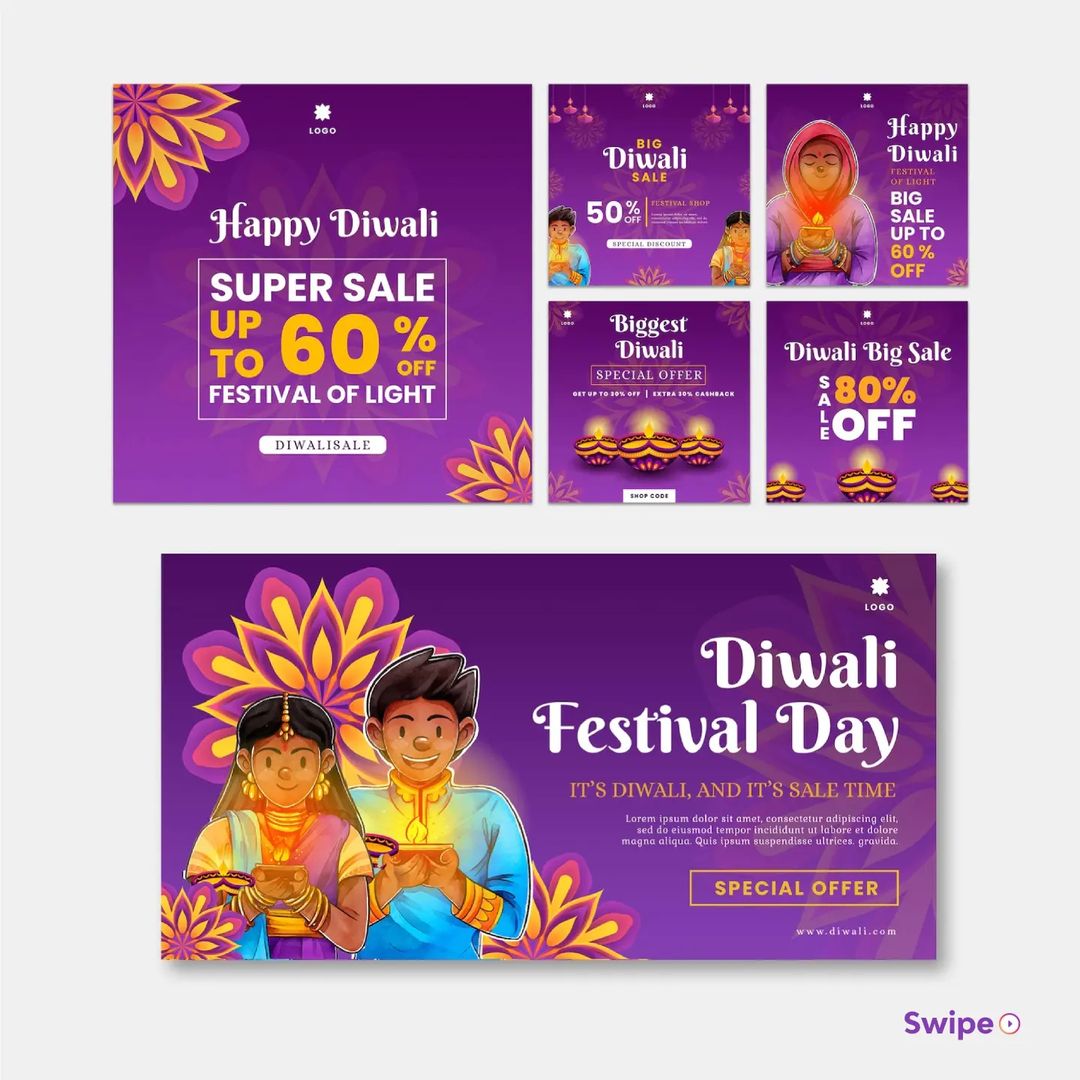 LOGO
Happy Diwali
SUPER SALE
UP TO 60% OFF
FESTIVAL OF LIGHT
DIWALISALE
BIG
Diwali
SALE
50% OFF
FESTIVAL SHOP
SPECIAL DISCOUNT
LOGO
Happy
Diwali
FESTIVAL
OF LIGHT
BIG
SALE
UP TO
60%
OFF
LOGO
Biggest
Diwali
SPECIAL OFFER
GET UP TO 30% OFF | EXTRA 30% CASHBACK
SHOP CODE
LOGO
Diwali Big Sale
SALE
80%
OFF
LOGO
Diwali
Festival Day
IT'S DIWALI, AND IT'S SALE TIME
Lorem ipsum dolor sit amet, consectetur adipiscing elit,
sed do eiusmod tempor incididunt ut labore et dolore
magna aliqua. Quis ipsum suspendisse ultrices. gravida.
SPECIAL OFFER
www.diwali.com
Swipe